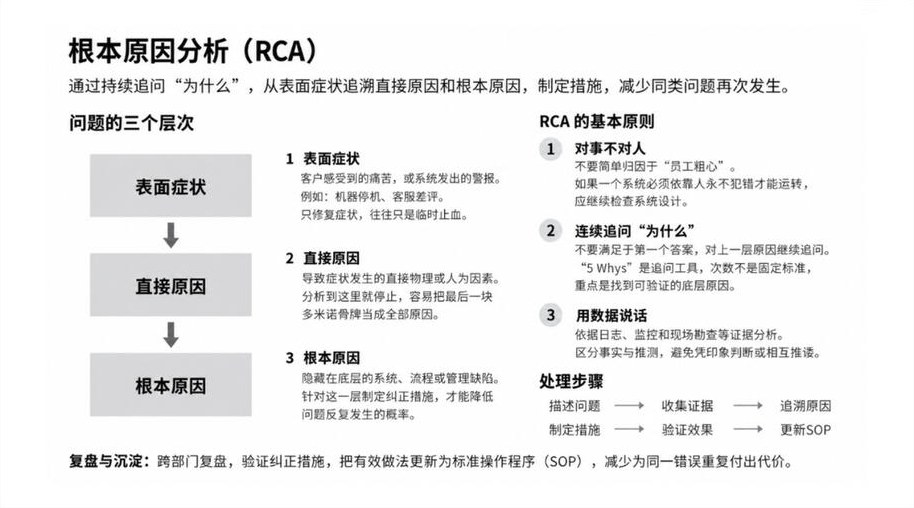 根本原因分析（RCA）
通过持续追问“为什么”，从表面症状追溯直接原因和根本原因，制定措施，减少同类问题再次发生。
问题的三个层次
表面症状
直接原因
根本原因
1 表面症状
客户感受到的痛苦，或系统发出的警报。
例如：机器停机、客服差评。
只修复症状，往往只是临时止血。
2 直接原因
导致症状发生的直接物理或人为因素。
分析到这里就停止，容易把最后一块
多米诺骨牌当成全部原因。
3 根本原因
隐藏在底层的系统、流程或管理缺陷。
针对这一层制定纠正措施，才能降低
问题反复发生的概率。
RCA 的基本原则
1 对事不对人
不要简单归因于“员工粗心”。
如果一个系统必须依靠人永不犯错才能运转，
应继续检查系统设计。
2 连续追问“为什么”
不要满足于第一个答案，对上一层原因继续追问。
“5 Whys”是追问工具，次数不是固定标准，
重点是找到可验证的底层原因。
3 用数据说话
依据日志、监控和现场勘查等证据分析。
区分事实与推测，避免凭印象判断或相互推诿。
处理步骤
描述问题 → 收集证据 → 追溯原因
制定措施 → 验证效果 → 更新SOP
复盘与沉淀：跨部门复盘，验证纠正措施，把有效做法更新为标准操作程序（SOP），减少为同一错误重复付出代价。